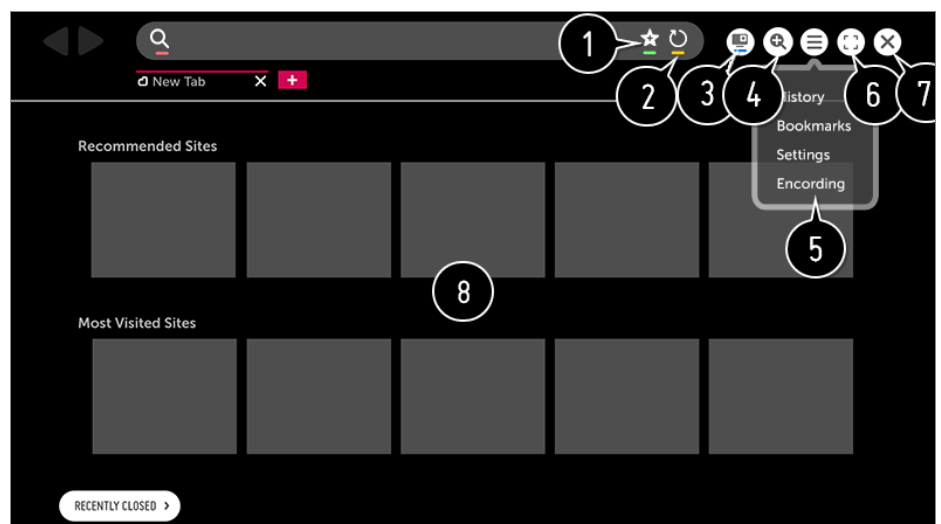 1
New Tab
2
3
4
6
7
History
Bookmarks
Settings
Encording
5
Recommended Sites
8
Most Visited Sites
RECENTLY CLOSED